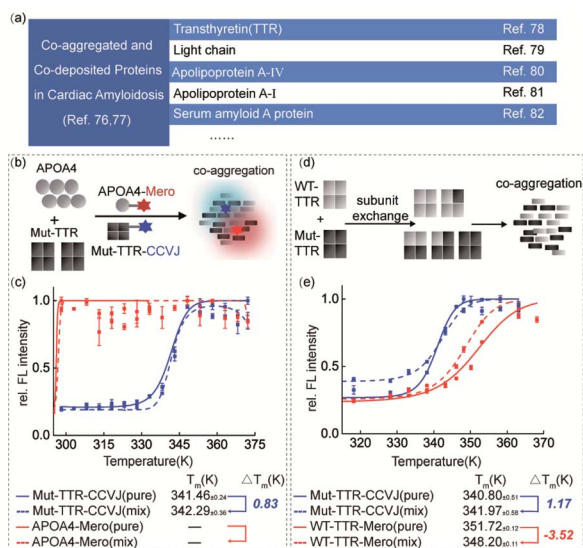 (a)
Co-aggregated and
Co-deposited Proteins
in Cardiac Amyloidosis
(Ref. 76,77)
Transthyretin(TTR) Ref. 78
Light chain Ref. 79
Apolipoprotein A-IV Ref. 80
Apolipoprotein A-I Ref. 81
Serum amyloid A protein Ref. 82
......
(b)
APOA4
+
Mut-TTR
APOA4-Mero
Mut-TTR-CCVJ
co-aggregation
(c)
rel. FL intensity
1.0
0.5
0.0
300 315 330 345 360 375
Temperature(K)
Tm(K) △Tm(K)
Mut-TTR-CCVJ(pure) 341.46±0.24
Mut-TTR-CCVJ(mix) 342.29±0.36
0.83
APOA4-Mero(pure) —
APOA4-Mero(mix) —
(d)
WT-
TTR
+
Mut-
TTR
subunit
exchange
co-aggregation
(e)
rel. FL intensity
1.0
0.5
0.0
320 330 340 350 360 370
Temperature(K)
Tm(K) △Tm(K)
Mut-TTR-CCVJ(pure) 340.80±0.51
Mut-TTR-CCVJ(mix) 341.97±0.58
1.17
WT-TTR-Mero(pure) 351.72±0.12
WT-TTR-Mero(mix) 348.20±0.11
-3.52